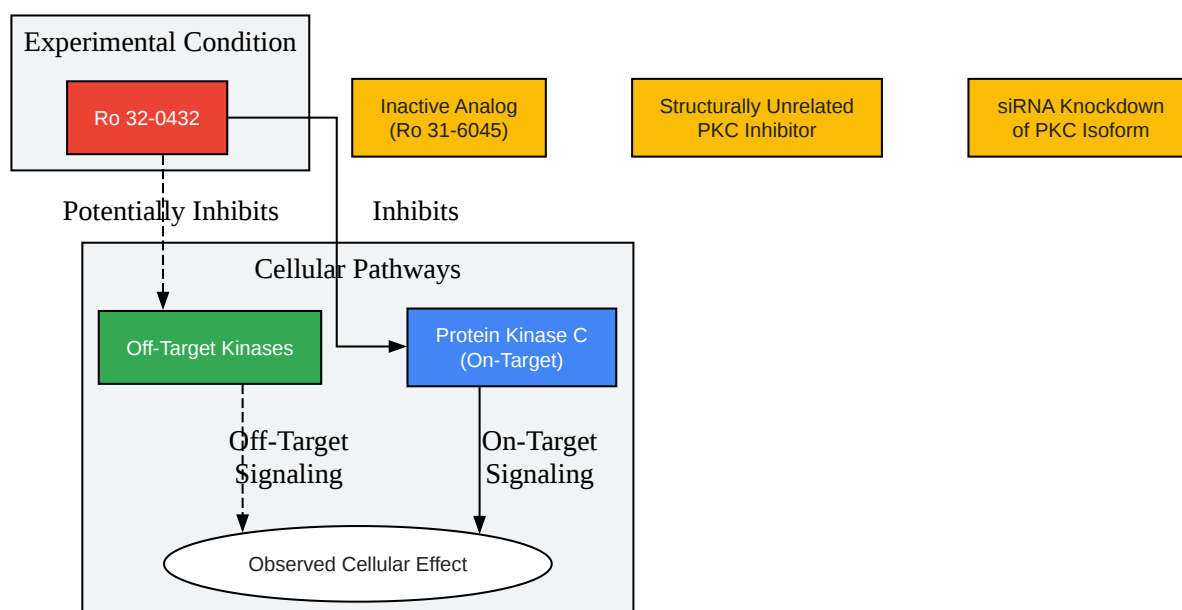 Experimental Condition
Ro 32-0432
Inactive Analog
(Ro 31-6045)
Structurally Unrelated
PKC Inhibitor
siRNA Knockdown
of PKC Isoform
Potentially Inhibits
Inhibits
Cellular Pathways
Off-Target Kinases
Protein Kinase C
(On-Target)
Off-Target
Signaling
On-Target
Signaling
Observed Cellular Effect